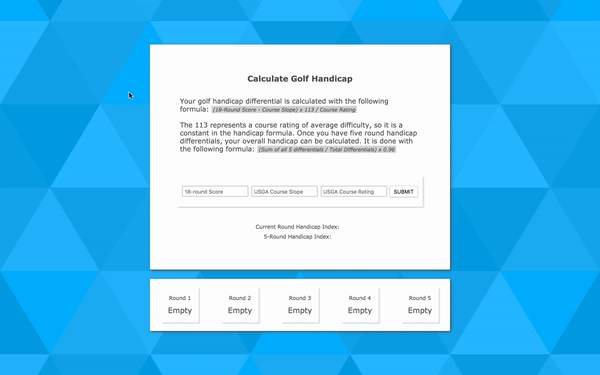 Calculate Golf Handicap
Your golf handicap differential is calculated with the following
formula: (18-Round Score - Course Slope) x 113 / Course Rating
The 113 represents a course rating of average difficulty, so it is a
constant in the handicap formula. Once you have five round handicap
differentials, your overall handicap can be calculated. It is done with
the following formula: (Sum of all 5 differentials / Total Differentials) x 0.96
18-round Score USGA Course Slope USGA Course Rating SUBMIT
Current Round Handicap Index:
5-Round Handicap Index:
Round 1 Round 2 Round 3 Round 4 Round 5
Empty Empty Empty Empty Empty